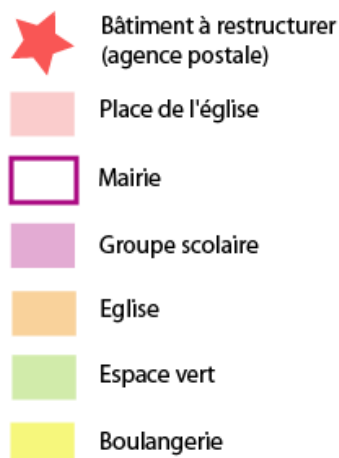 Bâtiment à restructurer
(agence postale)
Place de l'église
Mairie
Groupe scolaire
Eglise
Espace vert
Boulangerie